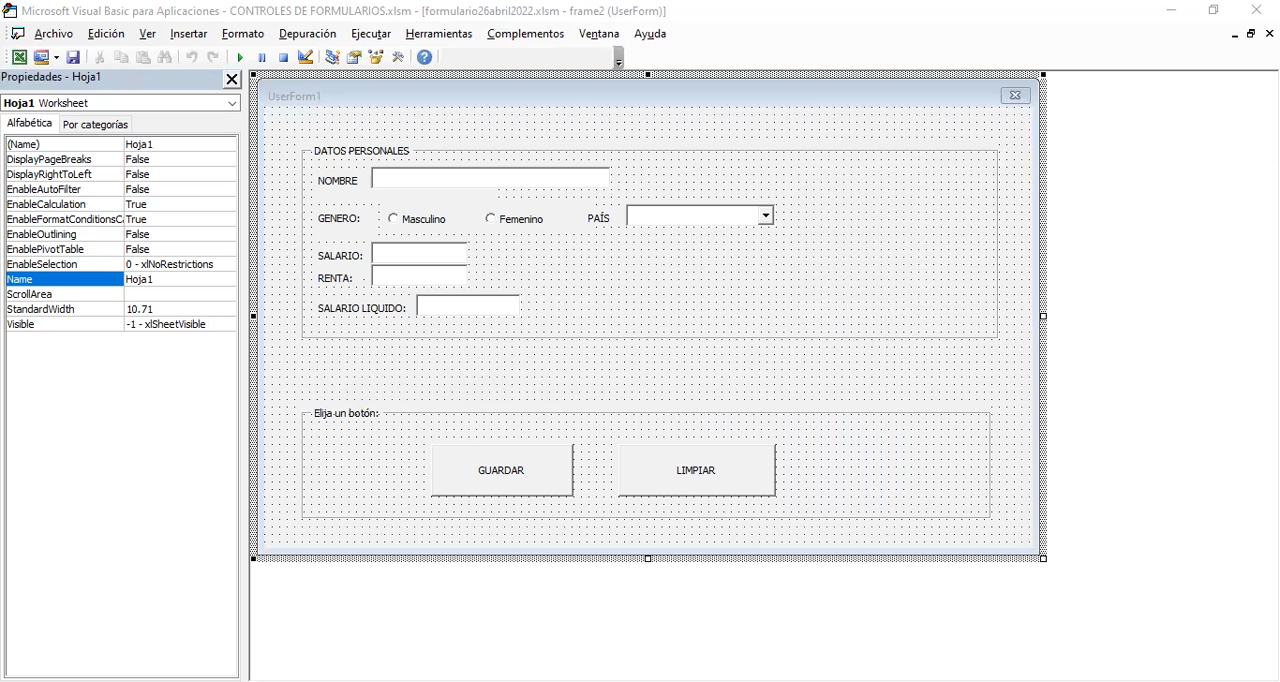 Microsoft Visual Basic para Aplicaciones - CONTROLES DE FORMULARIOS.xlsm - [formulario26abril2022.xlsm - frame2 (UserForm)]
Archivo Edición Ver Insertar Formato Depuración Ejecutar Herramientas Complementos Ventana Ayuda
Propiedades - Hoja1
Hoja1 Worksheet
Alfabética Por categorías
(Name) Hoja1
DisplayPageBreaks False
DisplayRightToLeft False
EnableAutoFilter False
EnableCalculation True
EnableFormatConditionsCa True
EnableOutlining False
EnablePivotTable False
EnableSelection 0 - xlNoRestrictions
Name Hoja1
ScrollArea
StandardWidth 10.71
Visible -1 - xlSheetVisible
UserForm1
DATOS PERSONALES
NOMBRE
GENERO: Masculino Femenino PAÍS
SALARIO:
RENTA:
SALARIO LIQUIDO:
Elija un botón:
GUARDAR LIMPIAR